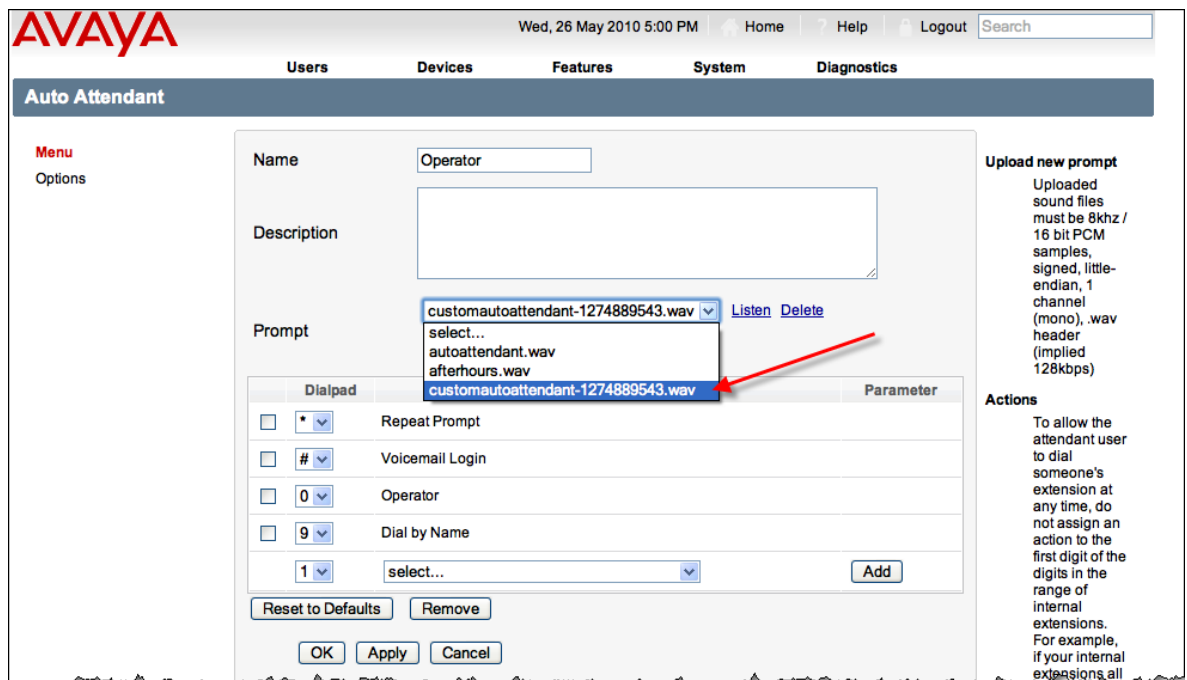 AVAYA
Wed, 26 May 2010 5:00 PM Home ? Help Logout Search
Users Devices Features System Diagnostics
Auto Attendant
Menu
Options
Name Operator
Description
Prompt
customautoattendant-1274889543.wav Listen Delete
select...
autoattendant.wav
afterhours.wav
customautoattendant-1274889543.wav
Dialpad Parameter
* Repeat Prompt
# Voicemail Login
0 Operator
9 Dial by Name
1 select... Add
Reset to Defaults Remove
OK Apply Cancel
Upload new prompt
Uploaded
sound files
must be 8khz /
16 bit PCM
samples,
signed, little-
endian, 1
channel
(mono), .wav
header
(implied
128kbps)
Actions
To allow the
attendant user
to dial
someone's
extension at
any time, do
not assign an
action to the
first digit of the
digits in the
range of
internal
extensions.
For example,
if your internal
extensions all